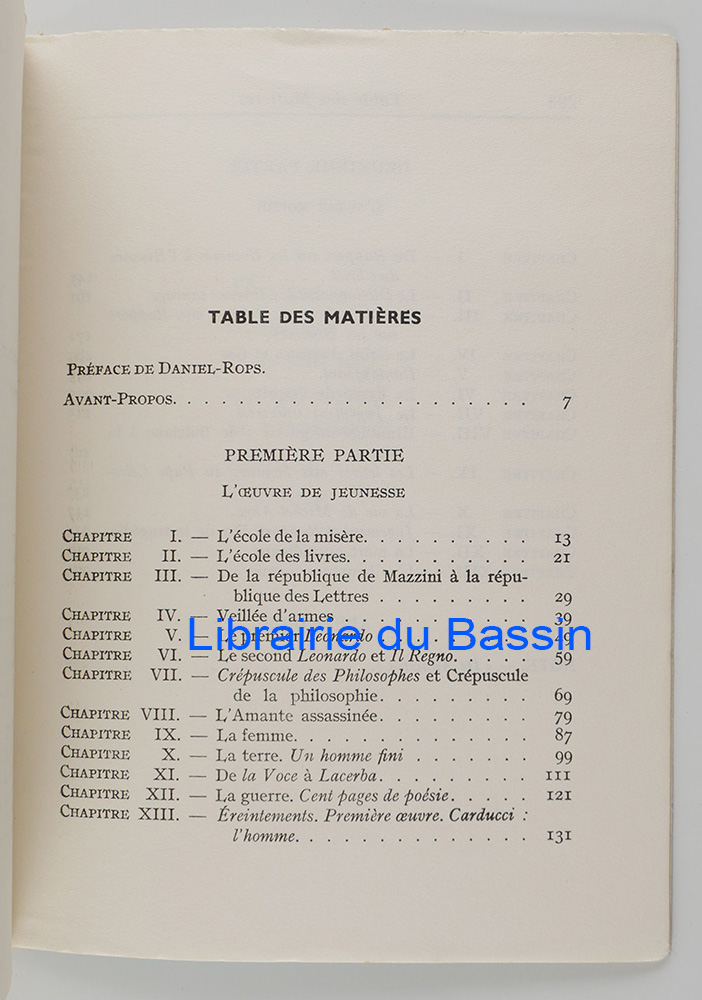 TABLE DES MATIÈRES
PRÉFACE DE DANIEL-ROPS.
AVANT-PROPOS. . . . . . . . . . . . . . . . . . . . 7
PREMIÈRE PARTIE
L'ŒUVRE DE JEUNESSE
CHAPITRE I. — L'école de la misère. . . . . . . . . . 13
CHAPITRE II. — L'école des livres. . . . . . . . . . . 21
CHAPITRE III. — De la république de Mazzini à la répu-
blique des Lettres . . . . . . . . . 29
CHAPITRE IV. — Veillée d'armes . . . . . . . . . . . 39
CHAPITRE V. — Le premier Leonardo . . . . . . . . . 49
CHAPITRE VI. — Le second Leonardo et Il Regno. . . . . 59
CHAPITRE VII. — Crépuscule des Philosophes et Crépuscule
de la philosophie. . . . . . . . . 69
CHAPITRE VIII. — L'Amante assassinée. . . . . . . . . 79
CHAPITRE IX. — La femme. . . . . . . . . . . . . . 87
CHAPITRE X. — La terre. Un homme fini . . . . . . . 99
CHAPITRE XI. — De la Voce à Lacerba. . . . . . . . . 111
CHAPITRE XII. — La guerre. Cent pages de poésie. . . . . 121
CHAPITRE XIII. — Éreintements. Première œuvre. Carducci :
l'homme. . . . . . . . . . . . . . 131
Librairie du Bassin